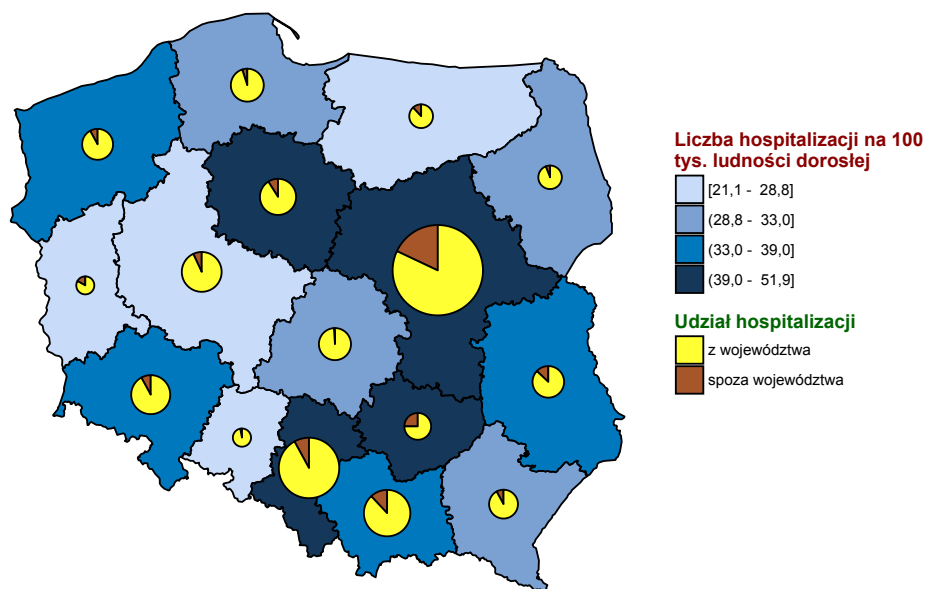 Liczba hospitalizacji na 100
tys. ludności dorosłej
[21,1 - 28,8]
(28,8 - 33,0]
(33,0 - 39,0]
(39,0 - 51,9]
Udział hospitalizacji
z województwa
spoza województwa